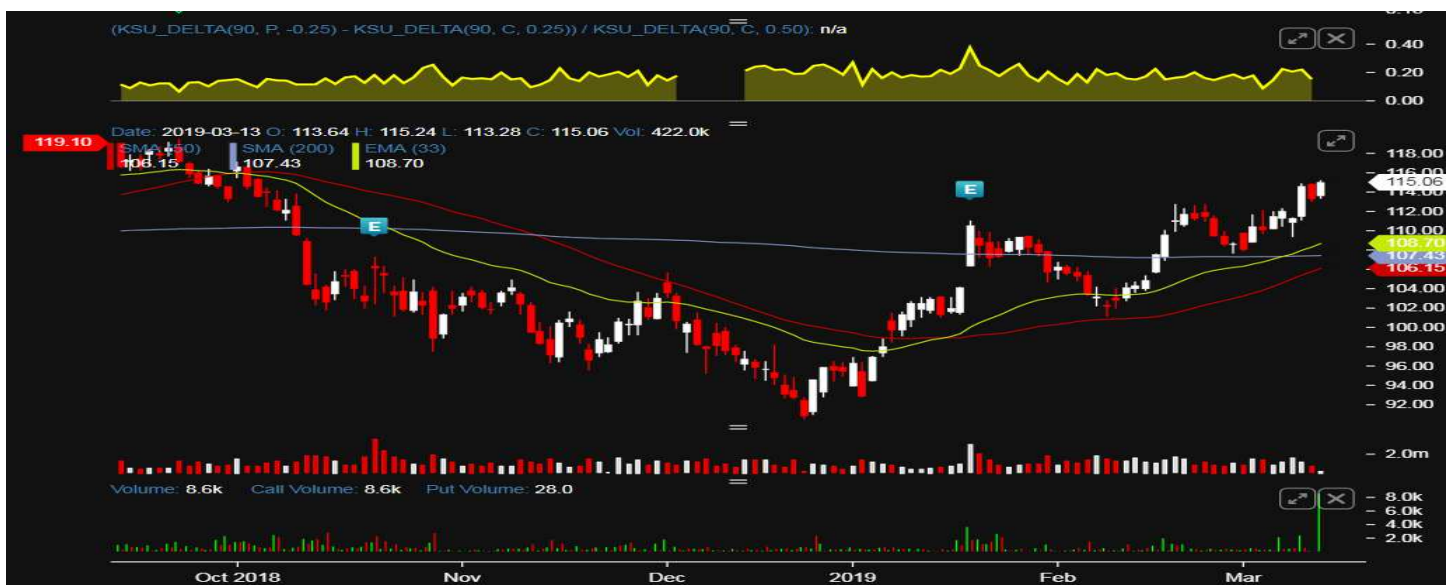 (KSU_DELTA(90, P, -0.25) - KSU_DELTA(90, C, 0.25)) / KSU_DELTA(90, C, 0.50): n/a
0.40
0.20
0.00
Date: 2019-03-13 O: 113.64 H: 115.24 L: 113.28 C: 115.06 Vol: 422.0k
119.10
SMA (50) SMA (200) EMA (33)
106.15 107.43 108.70
E
E
118.00
116.00
115.06
114.00
112.00
110.00
108.70
107.43
106.15
104.00
102.00
100.00
98.00
96.00
94.00
92.00
2.0m
Volume: 8.6k Call Volume: 8.6k Put Volume: 28.0
8.0k
6.0k
4.0k
2.0k
Oct 2018 Nov Dec 2019 Feb Mar